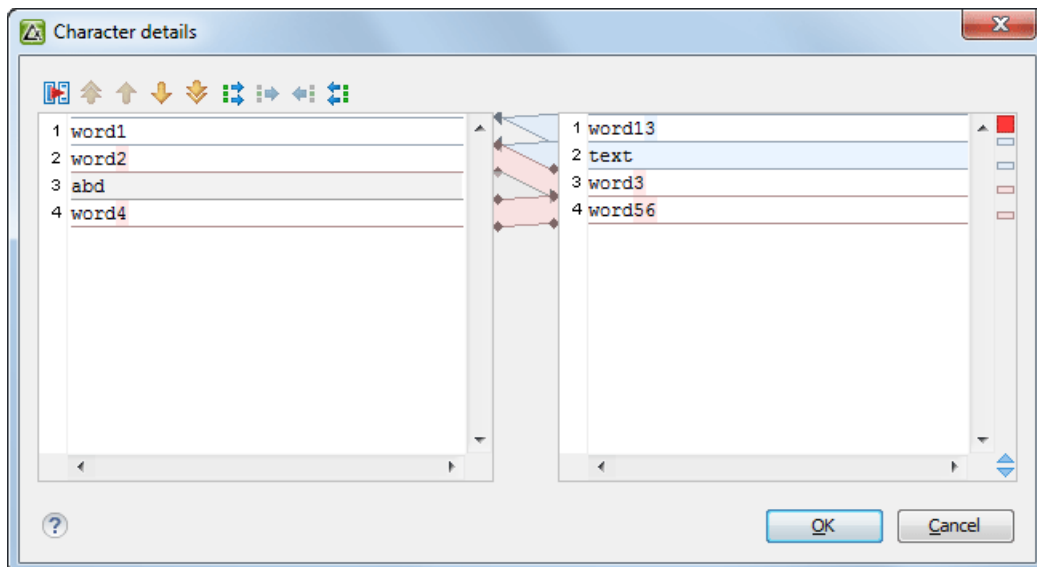 Character details
1 word1
2 word2
3 abd
4 word4
1 word13
2 text
3 word3
4 word56
?
OK
Cancel